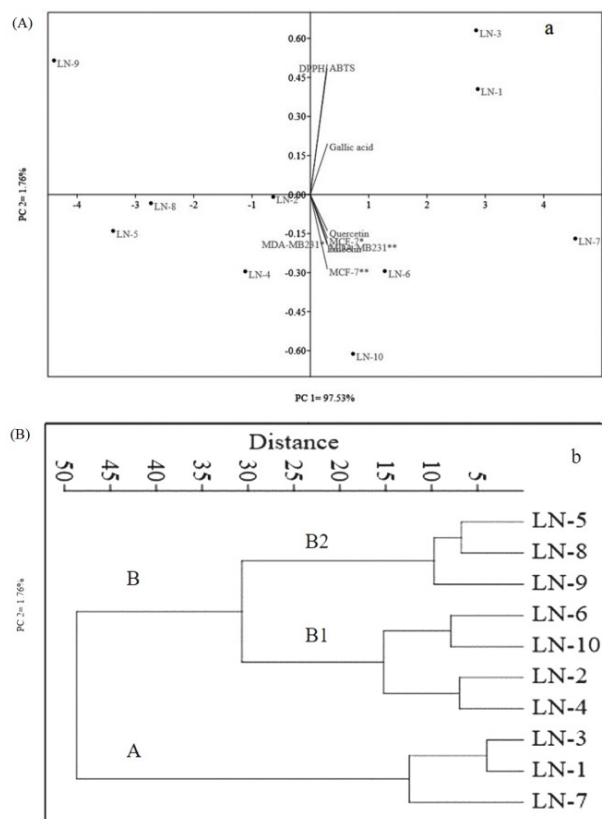 (A)
a
0.60
LN-3
LN-9
DPPH ABTS
0.45
LN-1
0.30
Gallic acid
0.15
PC 2= 1.76%
0.00
-4
-3
-2
-1
1
2
3
4
LN-8
LN-2
LN-5
Quercetin
-0.15
MCF-7*
LN-7
MDA-MB231*
MDA-MB231**
LN-4
-0.30
MCF-7**
LN-6
-0.45
-0.60
LN-10
PC 1= 97.53%
(B)
Distance
b
50
45
40
35
30
25
20
15
10
5
LN-5
B2
LN-8
B
LN-9
LN-6
B1
LN-10
LN-2
LN-4
PC 2= 1.76%
LN-3
A
LN-1
LN-7